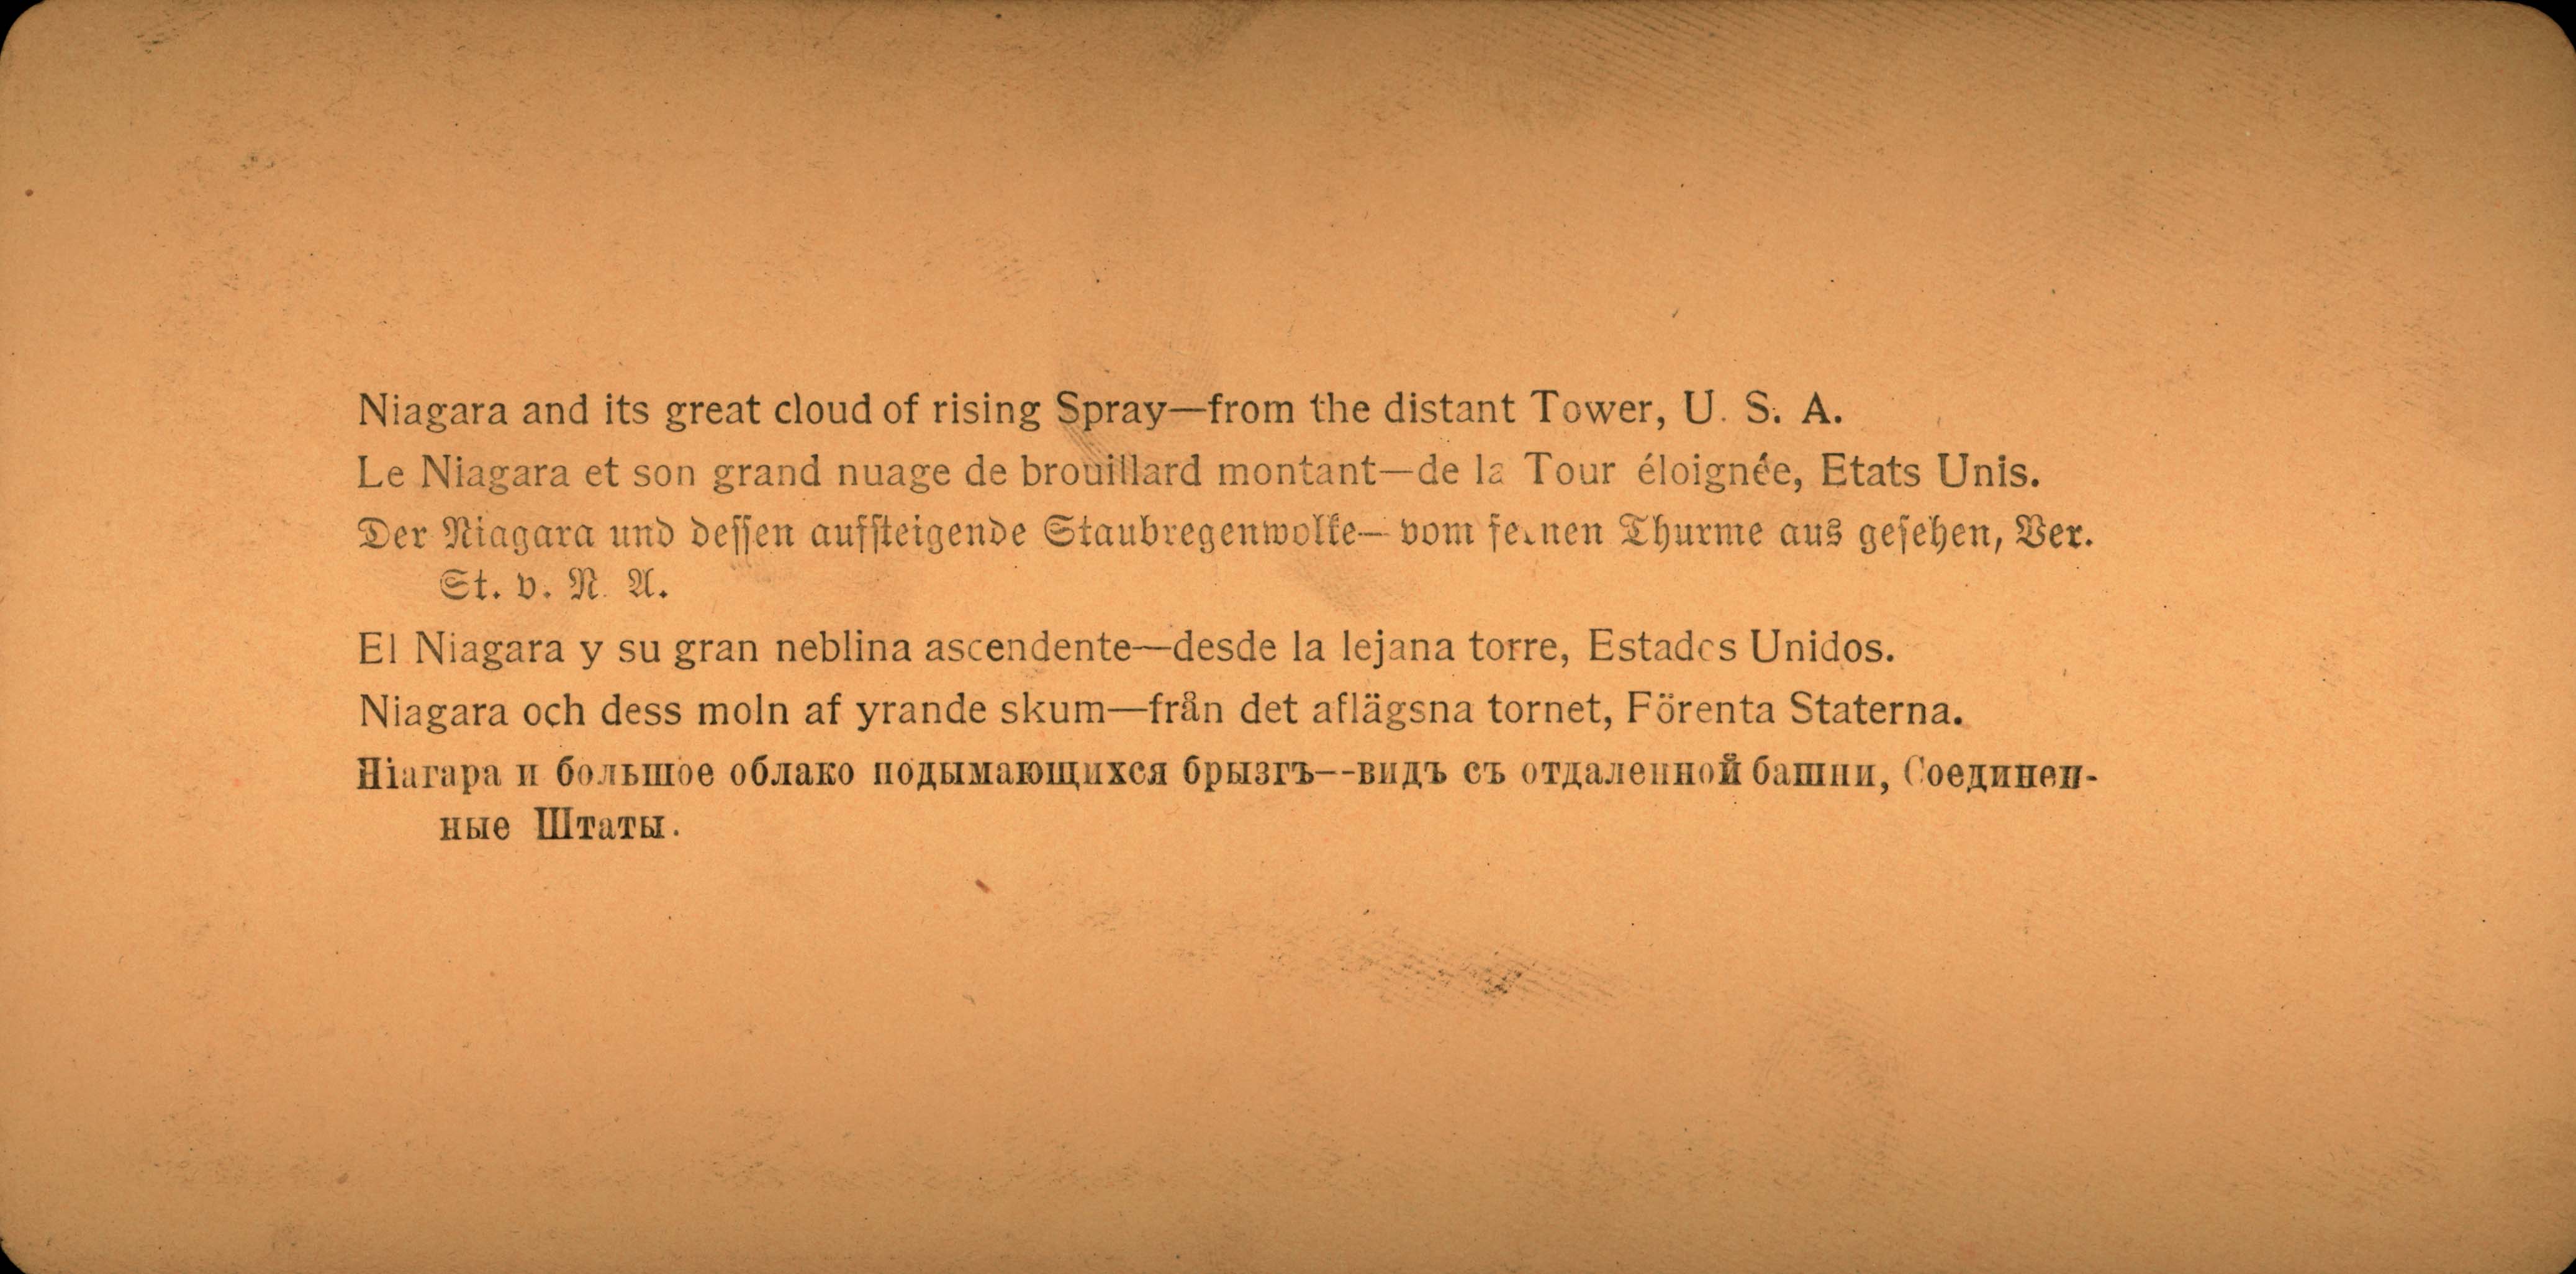 Niagara and its great cloud of rising Spray—from the distant Tower, U. S. A.
Le Niagara et son grand nuage de brouillard montant—de la Tour éloignée, Etats Unis.
Der Niagara und dessen aufsteigende Staubregenwolke—vom fernen Thurme aus gesehen, Ver.
St. v. N. A.
El Niagara y su gran neblina ascendente—desde la lejana torre, Estados Unidos.
Niagara och dess moln af yrande skum—från det aflägsna tornet, Förenta Staterna.
Ніагара и большое облако подымающихся брызгъ--видъ съ отдаленной башни, Соединен-
ные Штаты.